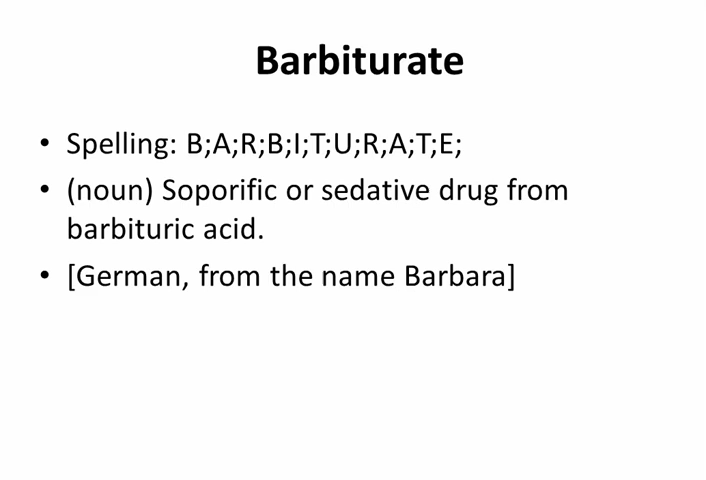 Barbiturate
• Spelling: B;A;R;B;I;T;U;R;A;T;E;
• (noun) Soporific or sedative drug from
barbituric acid.
• [German, from the name Barbara]